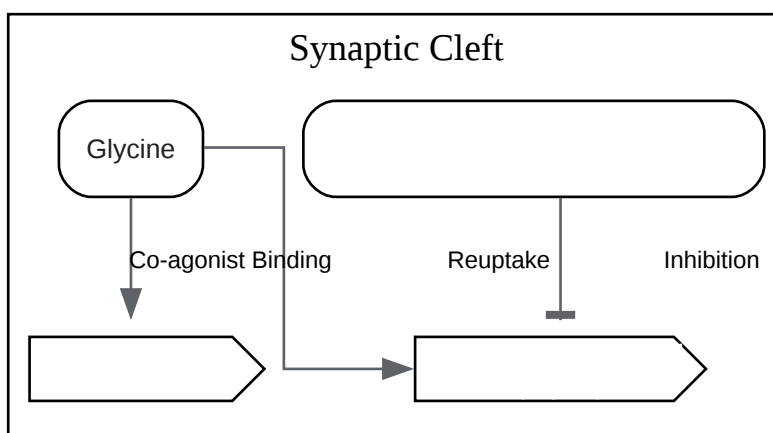 Synaptic Cleft
Glycine
Co-agonist Binding
Reuptake
Inhibition